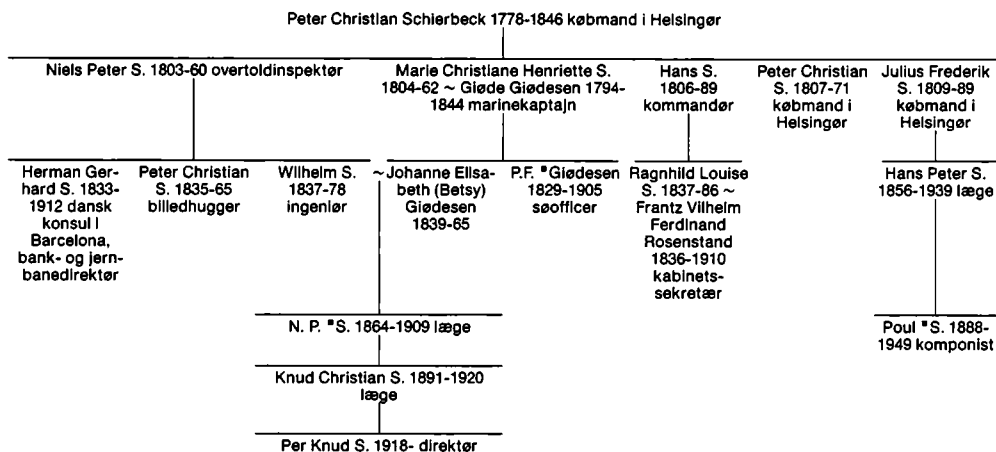 Peter Christian Schierbeck 1778-1846 købmand i Helsingør
Niels Peter S. 1803-60 overtoldinspektør
Marie Christiane Henriette S.
1804-62 ~ Giøde Giødesen 1794-
1844 marinekaptajn
Hans S.
1806-89
kommandør
Peter Christian
S. 1807-71
købmand i
Helsingør
Julius Frederik
S. 1809-89
købmand i
Helsingør
Herman Ger-
hard S. 1833-
1912 dansk
konsul i
Barcelona,
bank- og jern-
banedirektør
Peter Christian
S. 1835-65
billedhugger
Wilhelm S.
1837-78
ingeniør
~Johanne Elisa-
beth (Betsy)
Giødesen
1839-65
P.F. *Giødesen
1829-1905
søofficer
Ragnhild Louise
S. 1837-86 ~
Frantz Vilhelm
Ferdinand
Rosenstand
1836-1910
kabinets-
sekretær
Hans Peter S.
1856-1939 læge
N. P. *S. 1864-1909 læge
Poul *S. 1888-
1949 komponist
Knud Christian S. 1891-1920
læge
Per Knud S. 1918- direktør